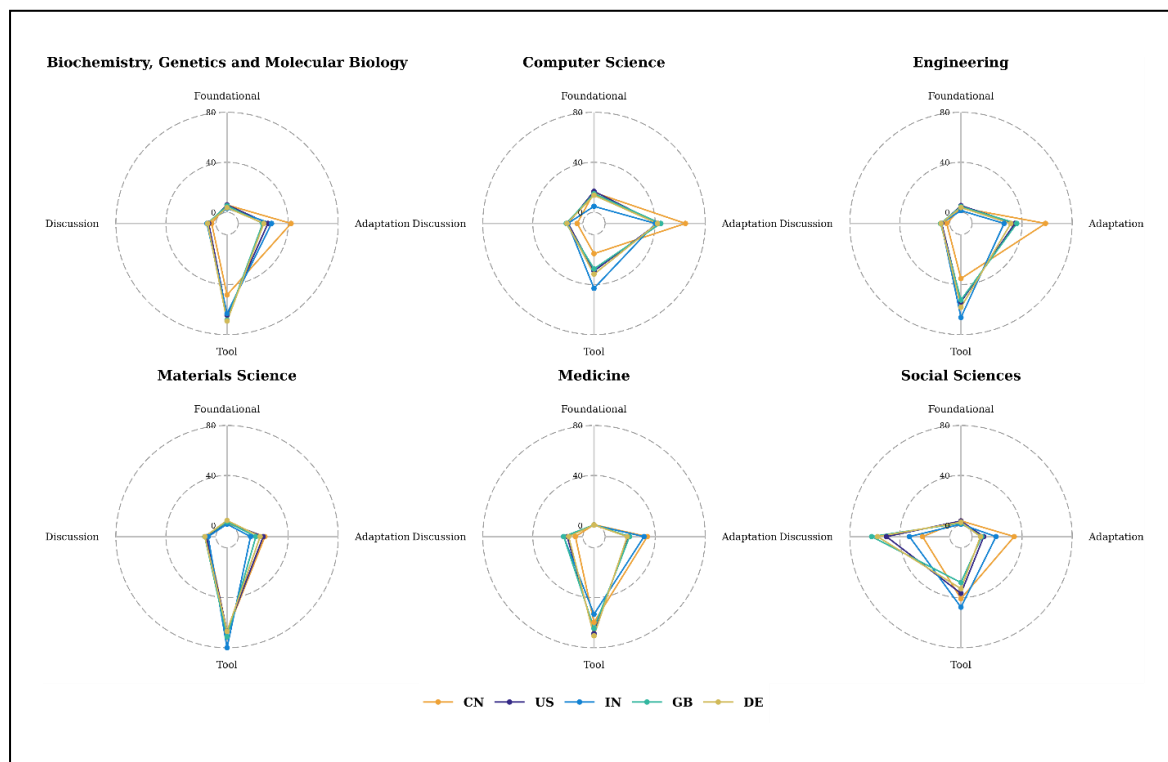 Biochemistry, Genetics and Molecular Biology
Computer Science
Engineering
Foundational
Foundational
Foundational
80
80
80
40
40
40
0
0
0
Discussion
Adaptation Discussion
Adaptation Discussion
Adaptation
Tool
Tool
Tool
Materials Science
Medicine
Social Sciences
Foundational
Foundational
Foundational
80
80
80
40
40
40
0
0
0
Discussion
Adaptation Discussion
Adaptation Discussion
Adaptation
Tool
Tool
Tool
CN US IN GB DE